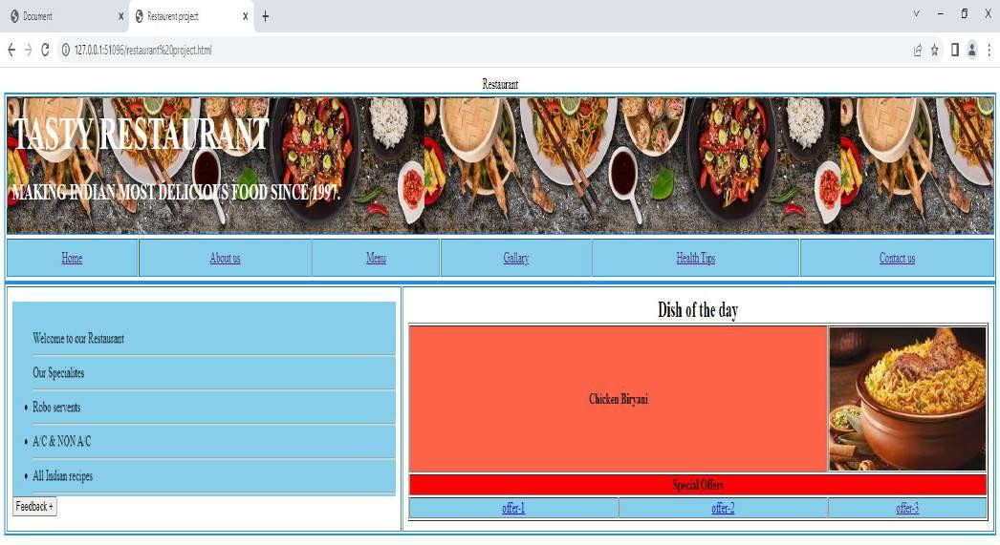 Document
Restaurent project
127.0.0.1:51096/restaurant%20project.html
Restaurant
TASTY RESTAURANT
MAKING INDIAN MOST DELICIOUS FOOD SINCE 1997.
Home About us Menu Gallary Health Tips Contact us
Welcome to our Restaurant
Our Specialites
Robo servents
A/C & NON A/C
All Indian recipes
Feedback +
Dish of the day
Chicken Biryani
Special Offers
offer-1 offer-2 offer-3